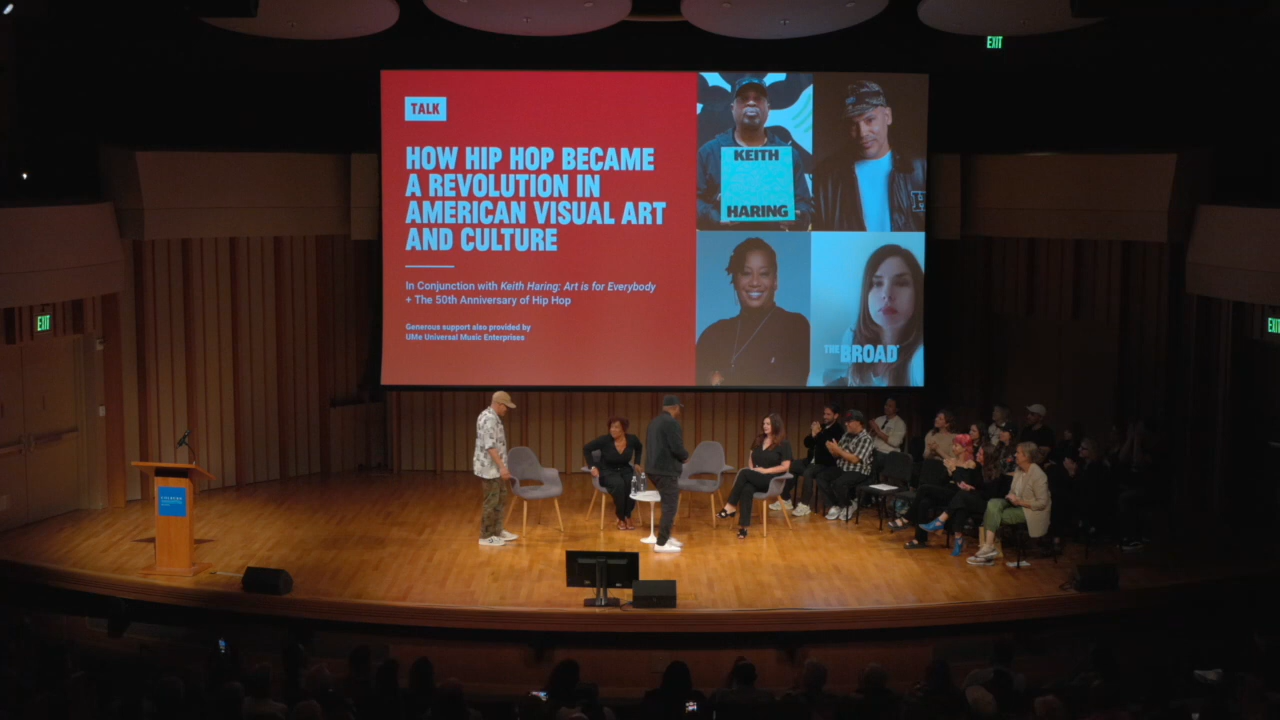 EXIT
TALK
HOW HIP HOP BECAME
A REVOLUTION IN
AMERICAN VISUAL ART
AND CULTURE
In Conjunction with Keith Haring: Art is for Everybody
+ The 50th Anniversary of Hip Hop
Generous support also provided by
UMe Universal Music Enterprises
KEITH
HARING
THE BROAD
EXIT
EXIT